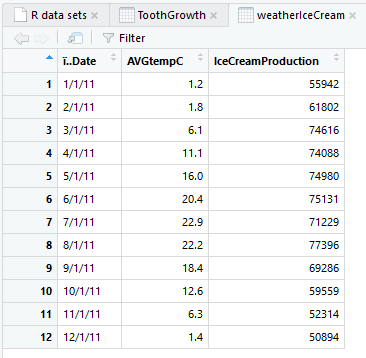 R data sets ToothGrowth weatherIceCream
Filter
ï..Date AVGtempC IceCreamProduction
1 1/1/11 1.2 55942
2 2/1/11 1.8 61802
3 3/1/11 6.1 74616
4 4/1/11 11.1 74088
5 5/1/11 16.0 74980
6 6/1/11 20.4 75131
7 7/1/11 22.9 71229
8 8/1/11 22.2 77396
9 9/1/11 18.4 69286
10 10/1/11 12.6 59559
11 11/1/11 6.3 52314
12 12/1/11 1.4 50894